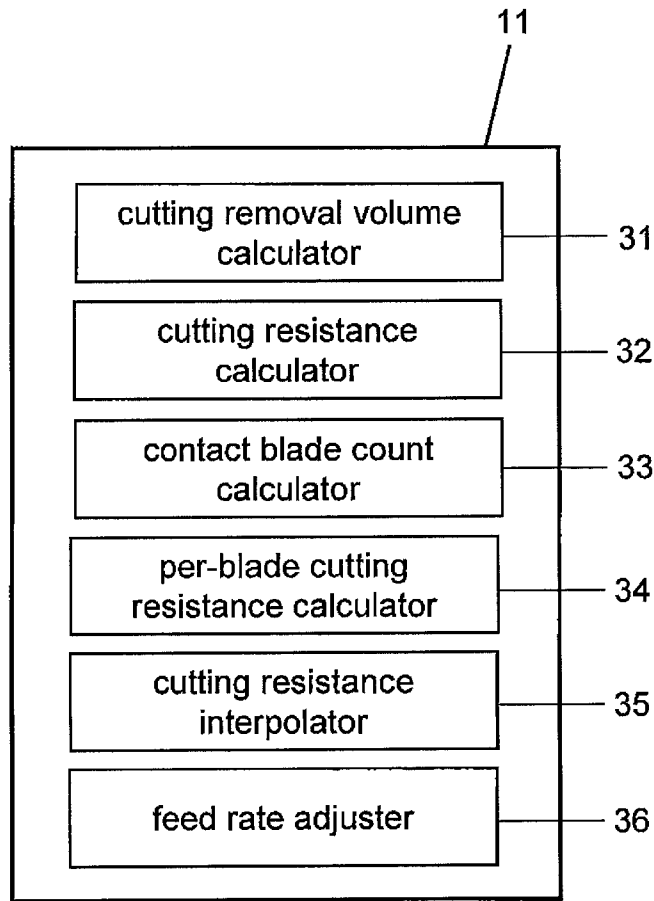 11
cutting removal volume
calculator
31
cutting resistance
calculator
32
contact blade count
calculator
33
per-blade cutting
resistance calculator
34
cutting resistance
interpolator
35
feed rate adjuster
36